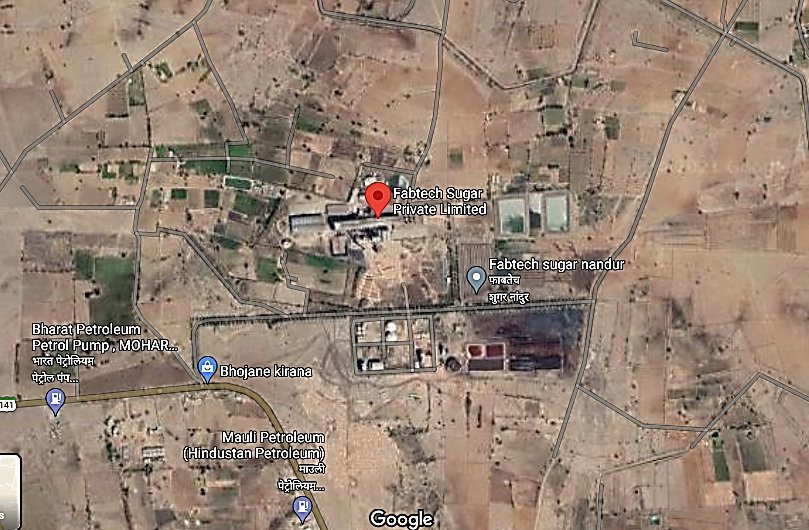 Fabtech Sugar
Private Limited
Fabtech sugar nandur
फाबतेच
शुगर नांदुर
Bharat Petroleum
Petrol Pump, MOHAR...
भारत पेट्रोलियम
पेट्रोल पंप...
Bhojane kirana
141
Mauli Petroleum
(Hindustan Petroleum)
माउली
पेट्रोलियम...
s
Google